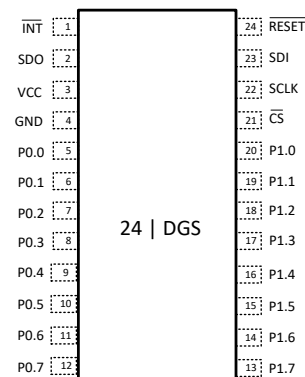 INT 1 24 RESET
SDO 2 23 SDI
VCC 3 22 SCLK
GND 4 21 CS
P0.0 5 20 P1.0
P0.1 6 19 P1.1
P0.2 7 18 P1.2
P0.3 8 17 P1.3
24 | DGS
P0.4 9 16 P1.4
P0.5 10 15 P1.5
P0.6 11 14 P1.6
P0.7 12 13 P1.7